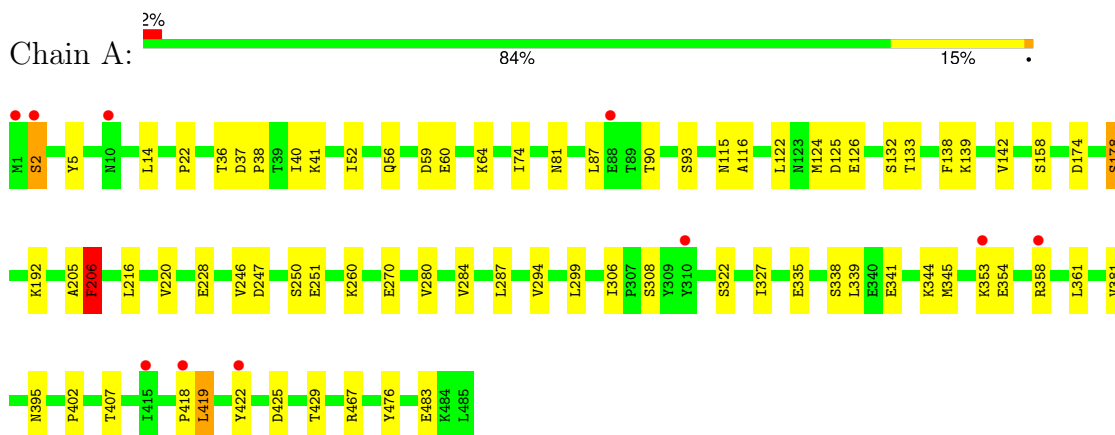 2%
Chain A:
84% 15% •
M1 S2 Y5 N10 L14 P22 T36 D37 P38 T39 I40 K41 I52 Q56 D59 E60 K64 I74 N81 L87 E88 T89 T90 S93 N115 A116 L122 N123 M124 D125 E126 S132 T133 F138 K139 V142 S158 D174 S178
K192 A205 F206 L216 V220 E228 V246 D247 S250 E251 K260 E270 V280 V284 L287 V294 L299 I306 P307 S308 Y309 Y310 S322 I327 E335 S338 L339 E340 E341 K344 M345 K353 E354 R358 L361 V381
N395 P402 T407 I415 P418 L419 Y422 D425 T429 R467 Y476 E483 K484 L485